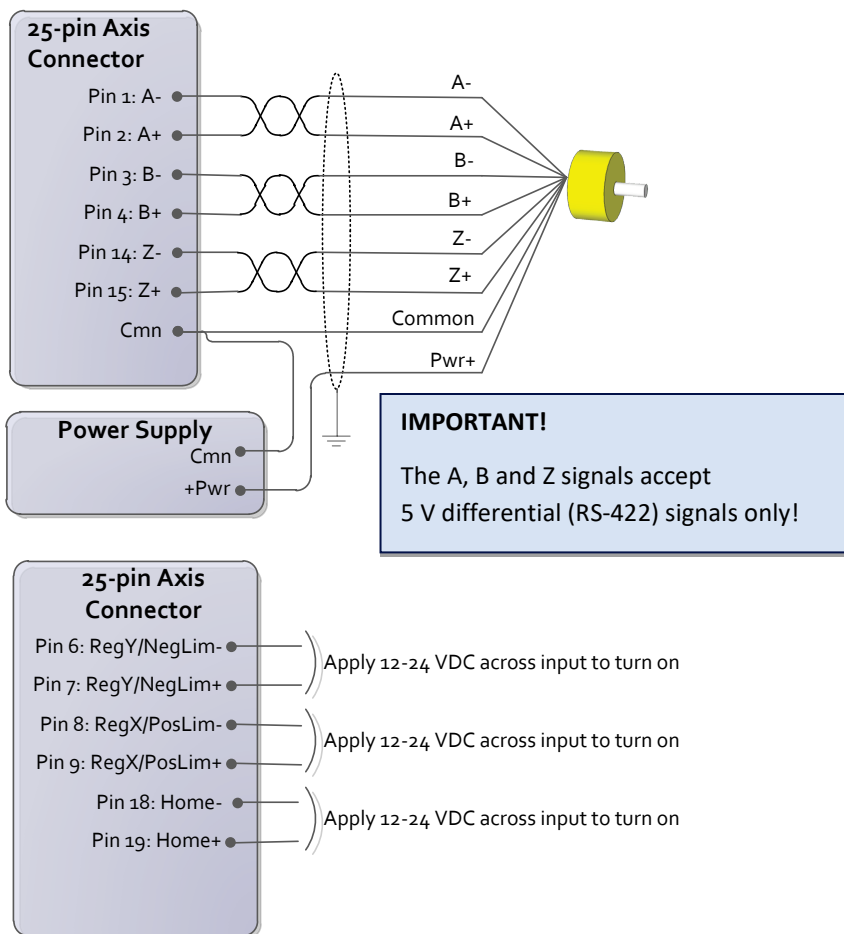 25-pin Axis
Connector
Pin 1: A-
Pin 2: A+
Pin 3: B-
Pin 4: B+
Pin 14: Z-
Pin 15: Z+
Cmn
A-
A+
B-
B+
Z-
Z+
Common
Pwr+
Power Supply
Cmn
+Pwr
IMPORTANT!
The A, B and Z signals accept
5 V differential (RS-422) signals only!
25-pin Axis
Connector
Pin 6: RegY/NegLim-
Pin 7: RegY/NegLim+
Apply 12-24 VDC across input to turn on
Pin 8: RegX/PosLim-
Pin 9: RegX/PosLim+
Apply 12-24 VDC across input to turn on
Pin 18: Home-
Pin 19: Home+
Apply 12-24 VDC across input to turn on